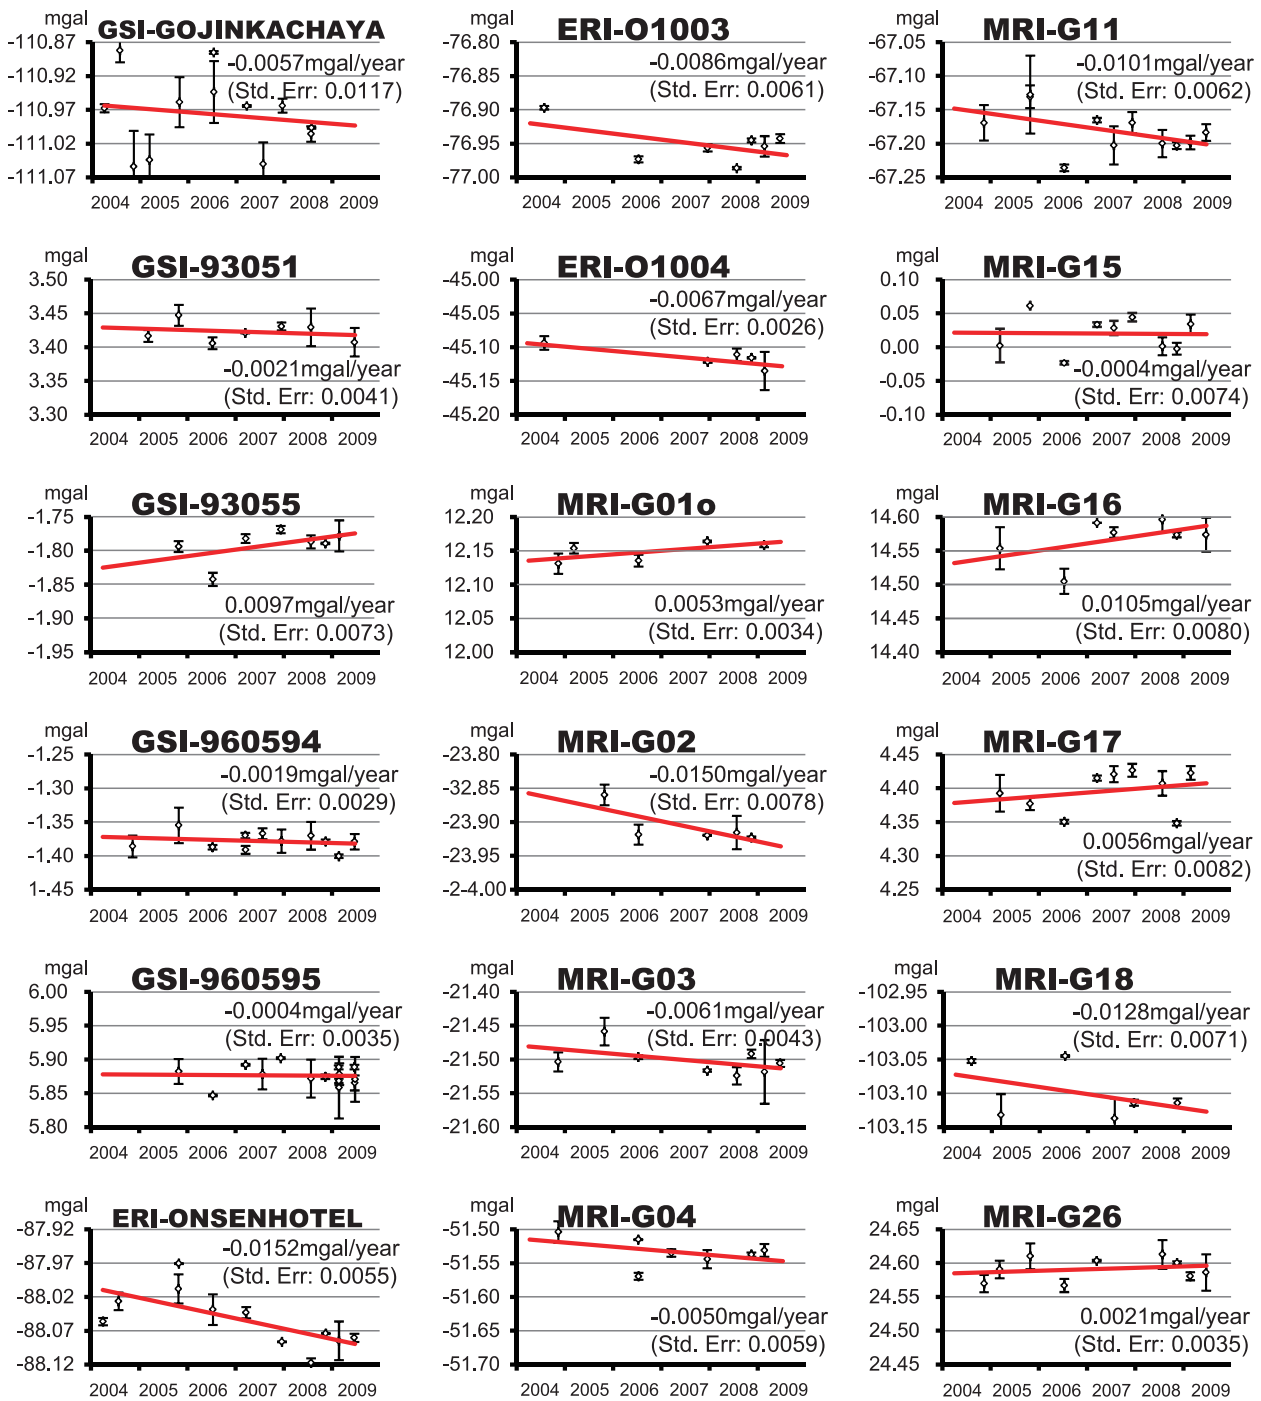 mgal
GSI-GOJINKACHAYA
-110.87
-110.92
-110.97
-111.02
-111.07
-0.0057mgal/year
(Std. Err: 0.0117)
2004 2005 2006 2007 2008 2009
mgal
ERI-O1003
-76.80
-76.85
-76.90
-76.95
-77.00
-0.0086mgal/year
(Std. Err: 0.0061)
2004 2005 2006 2007 2008 2009
mgal
MRI-G11
-67.05
-67.10
-67.15
-67.20
-67.25
-0.0101mgal/year
(Std. Err: 0.0062)
2004 2005 2006 2007 2008 2009
mgal
GSI-93051
3.50
3.45
3.40
3.35
3.30
-0.0021mgal/year
(Std. Err: 0.0041)
2004 2005 2006 2007 2008 2009
mgal
ERI-O1004
-45.00
-45.05
-45.10
-45.15
-45.20
-0.0067mgal/year
(Std. Err: 0.0026)
2004 2005 2006 2007 2008 2009
mgal
MRI-G15
0.10
0.05
0.00
-0.05
-0.10
-0.0004mgal/year
(Std. Err: 0.0074)
2004 2005 2006 2007 2008 2009
mgal
GSI-93055
-1.75
-1.80
-1.85
-1.90
-1.95
0.0097mgal/year
(Std. Err: 0.0073)
2004 2005 2006 2007 2008 2009
mgal
MRI-G01o
12.20
12.15
12.10
12.05
12.00
0.0053mgal/year
(Std. Err: 0.0034)
2004 2005 2006 2007 2008 2009
mgal
MRI-G16
14.60
14.55
14.50
14.45
14.40
0.0105mgal/year
(Std. Err: 0.0080)
2004 2005 2006 2007 2008 2009
mgal
GSI-960594
-1.25
-1.30
-1.35
-1.40
1-.45
-0.0019mgal/year
(Std. Err: 0.0029)
2004 2005 2006 2007 2008 2009
mgal
MRI-G02
-23.80
-23.85
-23.90
-23.95
-2-4.00
-0.0150mgal/year
(Std. Err: 0.0078)
2004 2005 2006 2007 2008 2009
mgal
MRI-G17
4.45
4.40
4.35
4.30
4.25
0.0056mgal/year
(Std. Err: 0.0082)
2004 2005 2006 2007 2008 2009
mgal
GSI-960595
6.00
5.95
5.90
5.85
5.80
-0.0004mgal/year
(Std. Err: 0.0035)
2004 2005 2006 2007 2008 2009
mgal
MRI-G03
-21.40
-21.45
-21.50
-21.55
-21.60
-0.0061mgal/year
(Std. Err: 0.0043)
2004 2005 2006 2007 2008 2009
mgal
MRI-G18
-102.95
-103.00
-103.05
-103.10
-103.15
-0.0128mgal/year
(Std. Err: 0.0071)
2004 2005 2006 2007 2008 2009
mgal
ERI-ONSENHOTEL
-87.92
-87.97
-88.02
-88.07
-88.12
-0.0152mgal/year
(Std. Err: 0.0055)
2004 2005 2006 2007 2008 2009
mgal
MRI-G04
-51.50
-51.55
-51.60
-51.65
-51.70
-0.0050mgal/year
(Std. Err: 0.0059)
2004 2005 2006 2007 2008 2009
mgal
MRI-G26
24.65
24.60
24.55
24.50
24.45
0.0021mgal/year
(Std. Err: 0.0035)
2004 2005 2006 2007 2008 2009